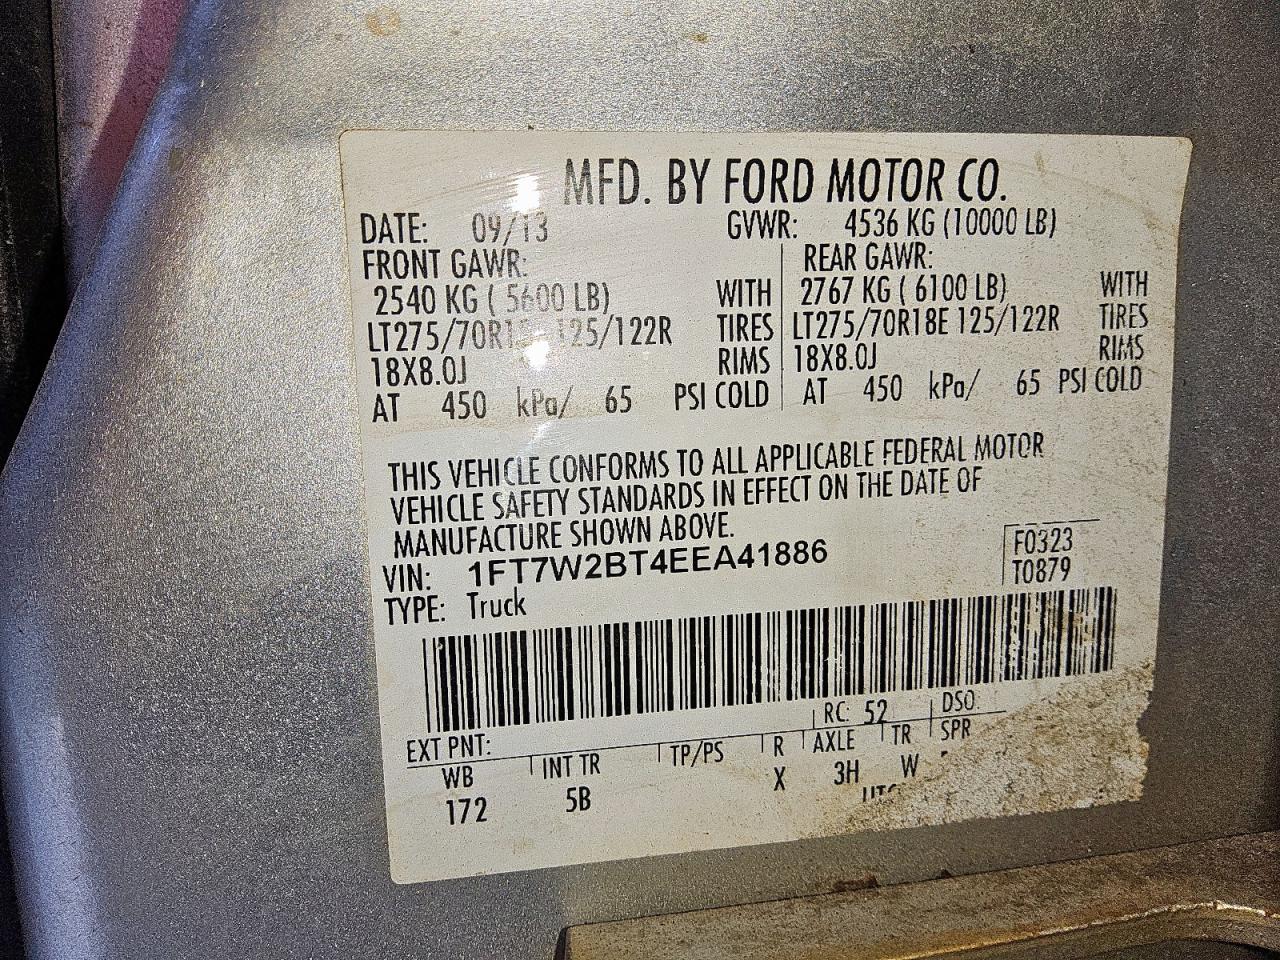 MFD. BY FORD MOTOR CO.
DATE: 09/13 GVWR: 4536 KG (10000 LB)
FRONT GAWR: REAR GAWR:
2540 KG ( 5600 LB) WITH 2767 KG ( 6100 LB) WITH
125/122R TIRES LT275/70R18E 125/122R TIRES
18X8.0J RIMS 18X8.0J RIMS
AT 450 kPa/ 65 PSI COLD AT 450 kPa/ 65 PSI COLD
THIS VEHICLE CONFORMS TO ALL APPLICABLE FEDERAL MOTOR
VEHICLE SAFETY STANDARDS IN EFFECT ON THE DATE OF
MANUFACTURE SHOWN ABOVE.
VIN: 1FT7W2BT4EEA41886
F0323
T0879
TYPE: Truck
EXT PNT: RC: 52 DSO:
WB INT TR TP/PS R AXLE TR SPR
172 5B X 3H W